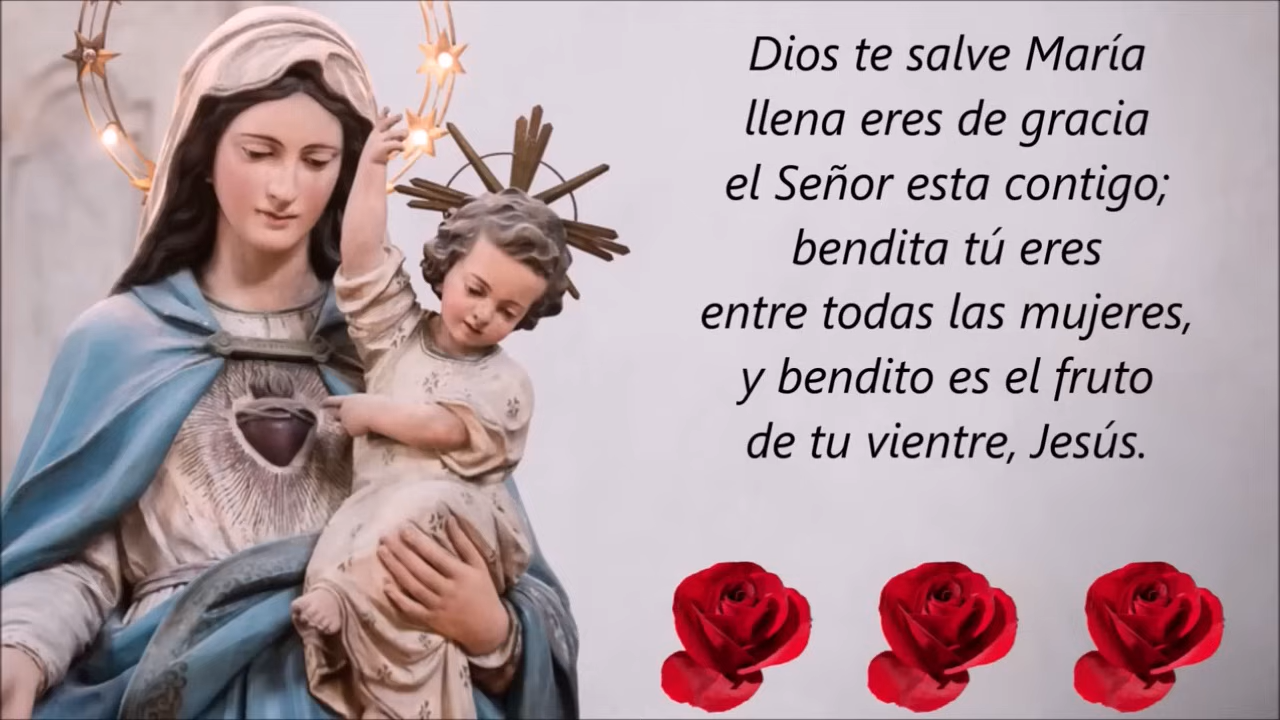 Dios te salve María
llena eres de gracia
el Señor esta contigo;
bendita tú eres
entre todas las mujeres,
y bendito es el fruto
de tu vientre, Jesús.